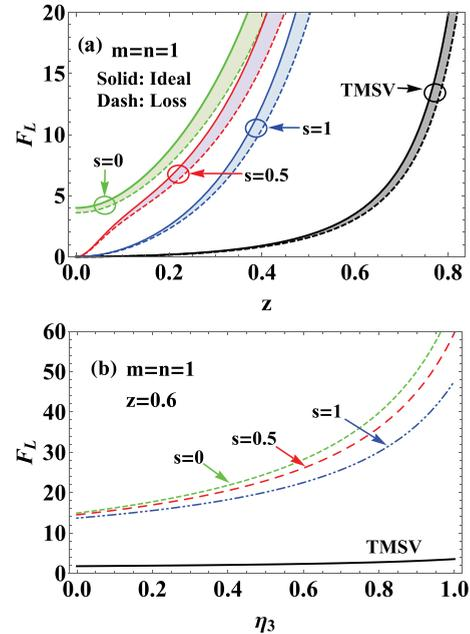 20
(a) m=n=1
Solid: Ideal
Dash: Loss
15
TMSV
F_L
10
s=1
s=0
s=0.5
5
0
0.0 0.2 0.4 0.6 0.8
z
60
(b) m=n=1
50
z=0.6
40
s=1
F_L
30
s=0.5
s=0
20
10
TMSV
0
0.0 0.2 0.4 0.6 0.8 1.0
η_3